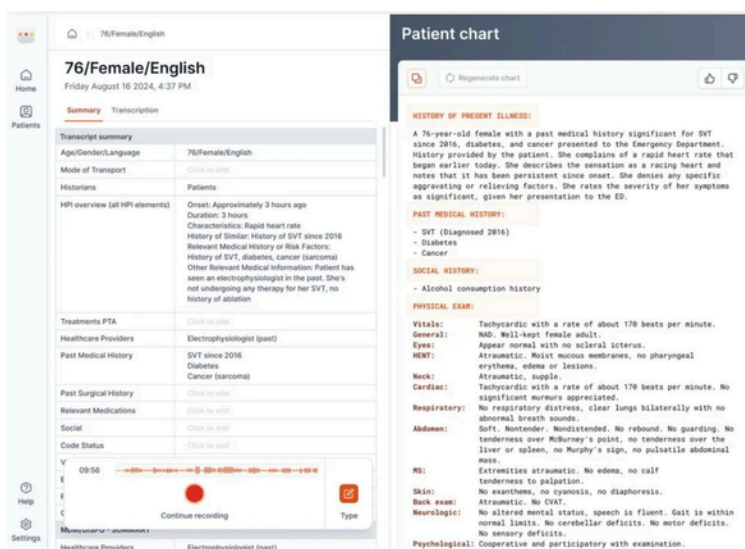 76/Female/English
76/Female/English
Friday August 16 2024, 4:37 PM
Summary Transcription
Transcript summary
Age/Gender/Language 76/Female/English
Mode of Transport Click to add
Historians Patients
HPI overview (all HPI elements) Onset: Approximately 3 hours ago
Duration: 3 hours
Characteristics: Rapid heart rate
History of Similar: History of SVT since 2016
Relevant Medical History or Risk Factors:
History of SVT, diabetes, cancer (sarcoma)
Other Relevant Medical Information: Patient has
seen an electrophysiologist in the past. She's
not undergoing any therapy for her SVT, no
history of ablation
Treatments PTA Click to add
Healthcare Providers Electrophysiologist (past)
Past Medical History SVT since 2016
Diabetes
Cancer (sarcoma)
Past Surgical History Click to add
Relevant Medications Click to add
Social Click to add
Code Status Click to add
09:56
Continue recording
Type
Healthcare Providers Electrophysiologist (past)
Home
Patients
Help
Settings
Patient chart
Regenerate chart
HISTORY OF PRESENT ILLNESS:
A 76-year-old female with a past medical history significant for SVT
since 2016, diabetes, and cancer presented to the Emergency Department.
History provided by the patient. She complains of a rapid heart rate that
began earlier today. She describes the sensation as a racing heart and
notes that it has been persistent since onset. She denies any specific
aggravating or relieving factors. She rates the severity of her symptoms
as significant, given her presentation to the ED.
PAST MEDICAL HISTORY:
- SVT (Diagnosed 2016)
- Diabetes
- Cancer
SOCIAL HISTORY:
- Alcohol consumption history
PHYSICAL EXAM:
Vitals: Tachycardic with a rate of about 170 beats per minute.
General: NAD. Well-kept female adult.
Eyes: Appear normal with no scleral icterus.
HENT: Atraumatic. Moist mucous membranes, no pharyngeal
erythema, edema or lesions.
Neck: Atraumatic, supple.
Cardiac: Tachycardic with a rate of about 170 beats per minute. No
significant murmurs appreciated.
Respiratory: No respiratory distress, clear lungs bilaterally with no
abnormal breath sounds.
Abdomen: Soft. Nontender. Nondistended. No rebound. No guarding. No
tenderness over McBurney's point, no tenderness over the
liver or spleen, no Murphy's sign, no pulsatile abdominal
mass.
MS: Extremities atraumatic. No edema, no calf
tenderness to palpation.
Skin: No exanthems, no cyanosis, no diaphoresis.
Back exam: Atraumatic. No CVAT.
Neurologic: No altered mental status, speech is fluent. Gait is within
normal limits. No cerebellar deficits. No motor deficits.
No sensory deficits.
Psychological: Cooperative and participatory with examination.